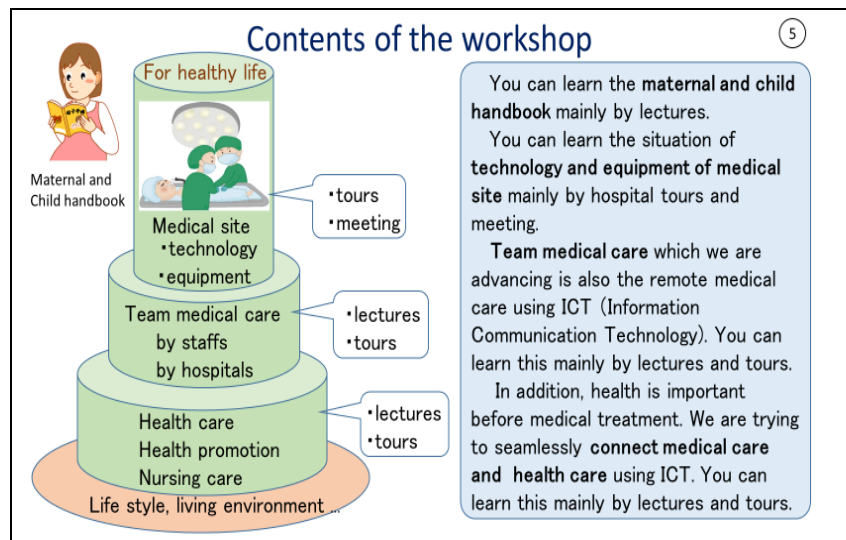 Contents of the workshop
5
For healthy life
Maternal and
Child handbook
・tours
・meeting
Medical site
・technology
・equipment
Team medical care
by staffs
by hospitals
・lectures
・tours
Health care
Health promotion
Nursing care
・lectures
・tours
Life style, living environment ...
You can learn the maternal and child
handbook mainly by lectures.
You can learn the situation of
technology and equipment of medical
site mainly by hospital tours and
meeting.
Team medical care which we are
advancing is also the remote medical
care using ICT (Information
Communication Technology). You can
learn this mainly by lectures and tours.
In addition, health is important
before medical treatment. We are trying
to seamlessly connect medical care
and health care using ICT. You can
learn this mainly by lectures and tours.